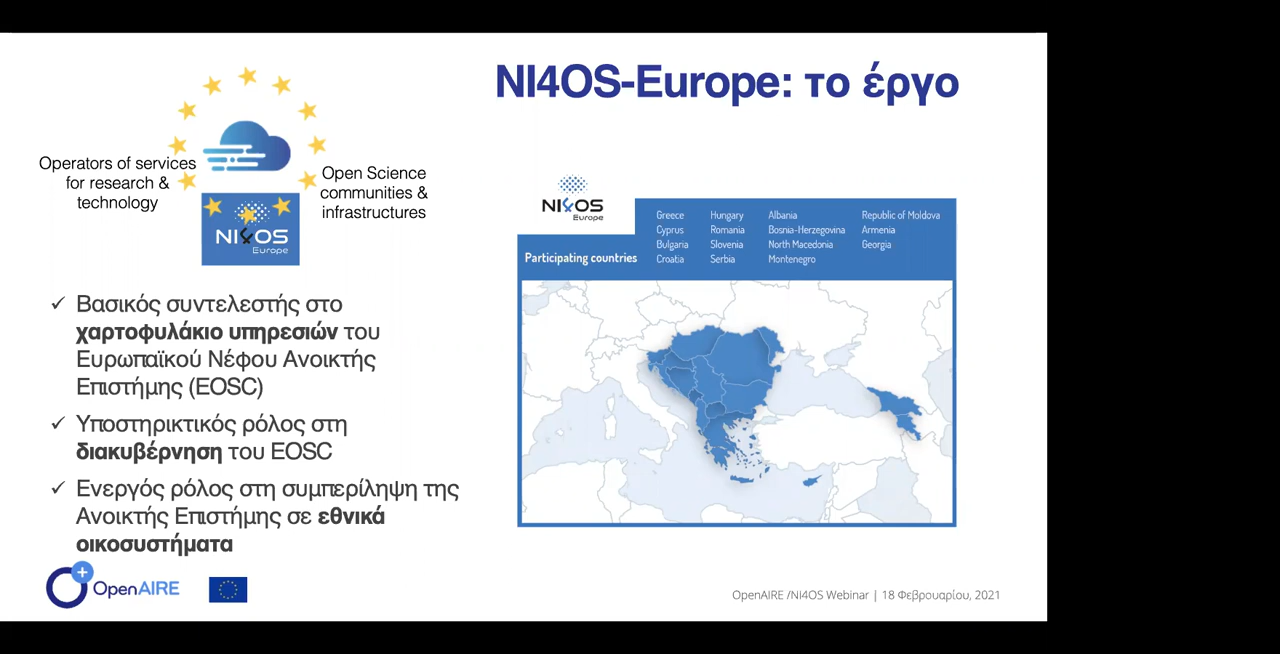 NI4OS-Europe: το έργο
Operators of services
for research &
technology
Open Science
communities &
infrastructures
NI4OS
Europe
Βασικός συντελεστής στο
χαρτοφυλάκιο υπηρεσιών του
Ευρωπαϊκού Νέφου Ανοικτής
Επιστήμης (EOSC)
Υποστηρικτικός ρόλος στη
διακυβέρνηση του EOSC
Ενεργός ρόλος στη συμπερίληψη της
Ανοικτής Επιστήμης σε εθνικά
οικοσυστήματα
NI4OS
Europe
Participating countries
Greece
Cyprus
Bulgaria
Croatia
Hungary
Romania
Slovenia
Serbia
Albania
Bosnia-Herzegovina
North Macedonia
Montenegro
Republic of Moldova
Armenia
Georgia
OpenAIRE
OpenAIRE /NI4OS Webinar | 18 Φεβρουαρίου, 2021